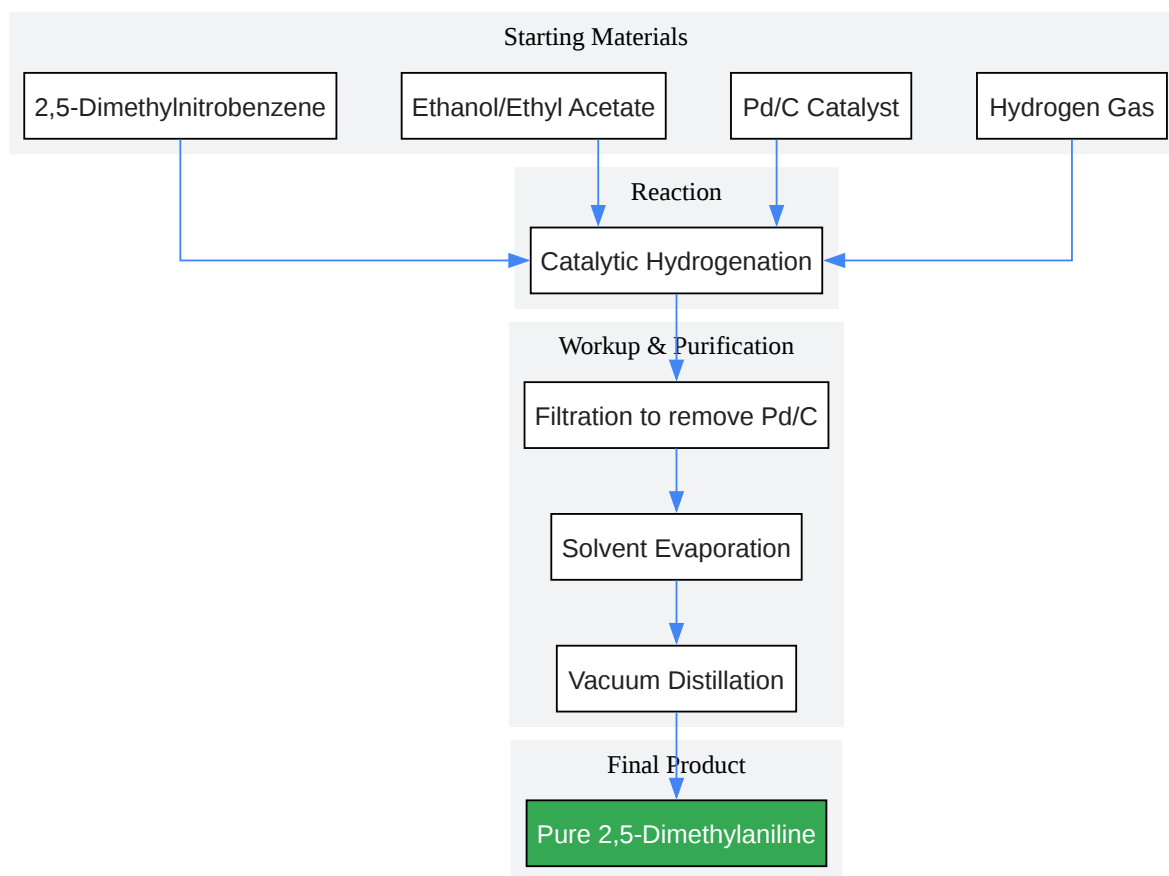 Starting Materials
2,5-Dimethylnitrobenzene
Ethanol/Ethyl Acetate
Pd/C Catalyst
Hydrogen Gas
Reaction
Catalytic Hydrogenation
Workup & Purification
Filtration to remove Pd/C
Solvent Evaporation
Vacuum Distillation
Final Product
Pure 2,5-Dimethylaniline